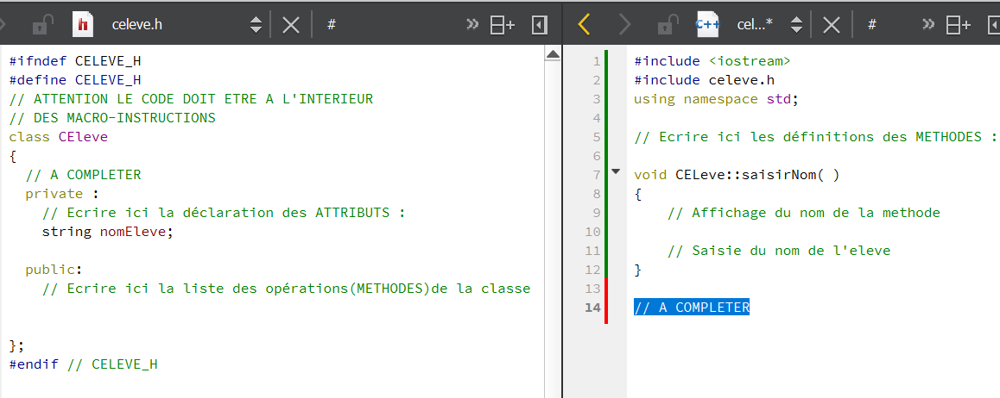 celeve.h #
#ifndef CELEVE_H
#define CELEVE_H
// ATTENTION LE CODE DOIT ETRE A L'INTERIEUR
// DES MACRO-INSTRUCTIONS
class CEleve
{
// A COMPLETER
private :
// Ecrire ici la déclaration des ATTRIBUTS :
string nomEleve;
public:
// Ecrire ici la liste des opérations(METHODES)de la classe
};
#endif // CELEVE_H
C++ cel...* #
1 #include <iostream>
2 #include celeve.h
3 using namespace std;
4
5 // Ecrire ici les définitions des METHODES :
6
7 void CELeve::saisirNom( )
8 {
9 // Affichage du nom de la methode
10
11 // Saisie du nom de l'eleve
12 }
13
14 // A COMPLETER